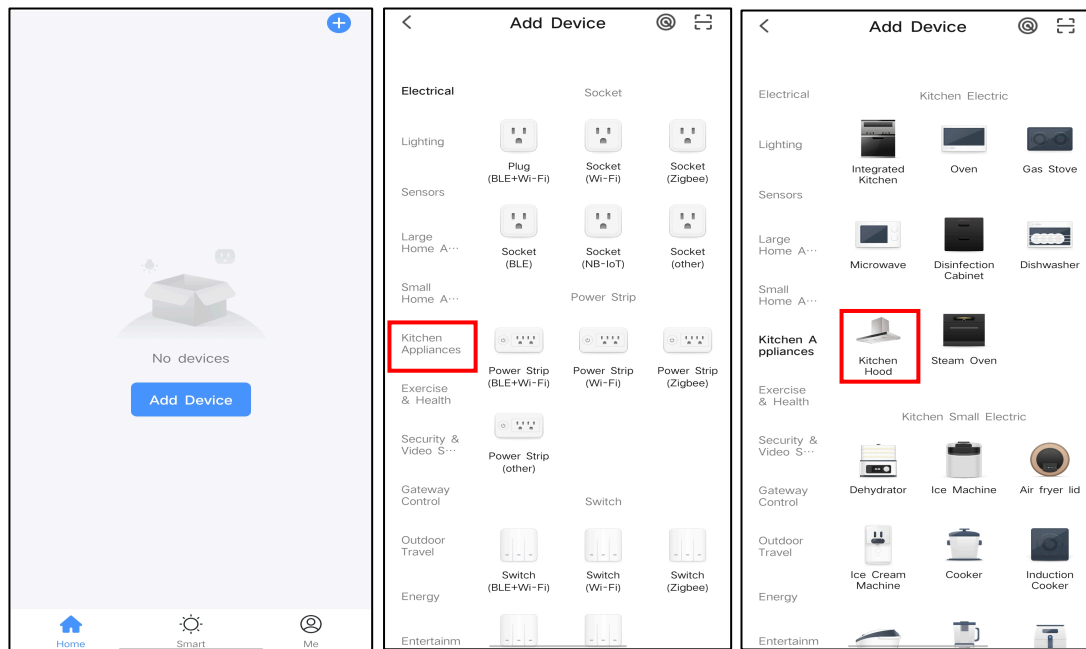 No devices
Add Device
Home
Smart
Me
Add Device
Electrical
Lighting
Sensors
Large
Home A···
Small
Home A···
Kitchen
Appliances
Exercise
& Health
Security &
Video S···
Gateway
Control
Outdoor
Travel
Energy
Entertainm
Socket
Plug
(BLE+Wi-Fi)
Socket
(Wi-Fi)
Socket
(Zigbee)
Socket
(BLE)
Socket
(NB-IoT)
Socket
(other)
Power Strip
Power Strip
(BLE+Wi-Fi)
Power Strip
(Wi-Fi)
Power Strip
(Zigbee)
Power Strip
(other)
Switch
Switch
(BLE+Wi-Fi)
Switch
(Wi-Fi)
Switch
(Zigbee)
Add Device
Electrical
Lighting
Sensors
Large
Home A···
Small
Home A···
Kitchen A
ppliances
Exercise
& Health
Security &
Video S···
Gateway
Control
Outdoor
Travel
Energy
Entertainm
Kitchen Electric
Integrated
Kitchen
Oven
Gas Stove
Microwave
Disinfection
Cabinet
Dishwasher
Kitchen
Hood
Steam Oven
Kitchen Small Electric
Dehydrator
Ice Machine
Air fryer lid
Ice Cream
Machine
Cooker
Induction
Cooker